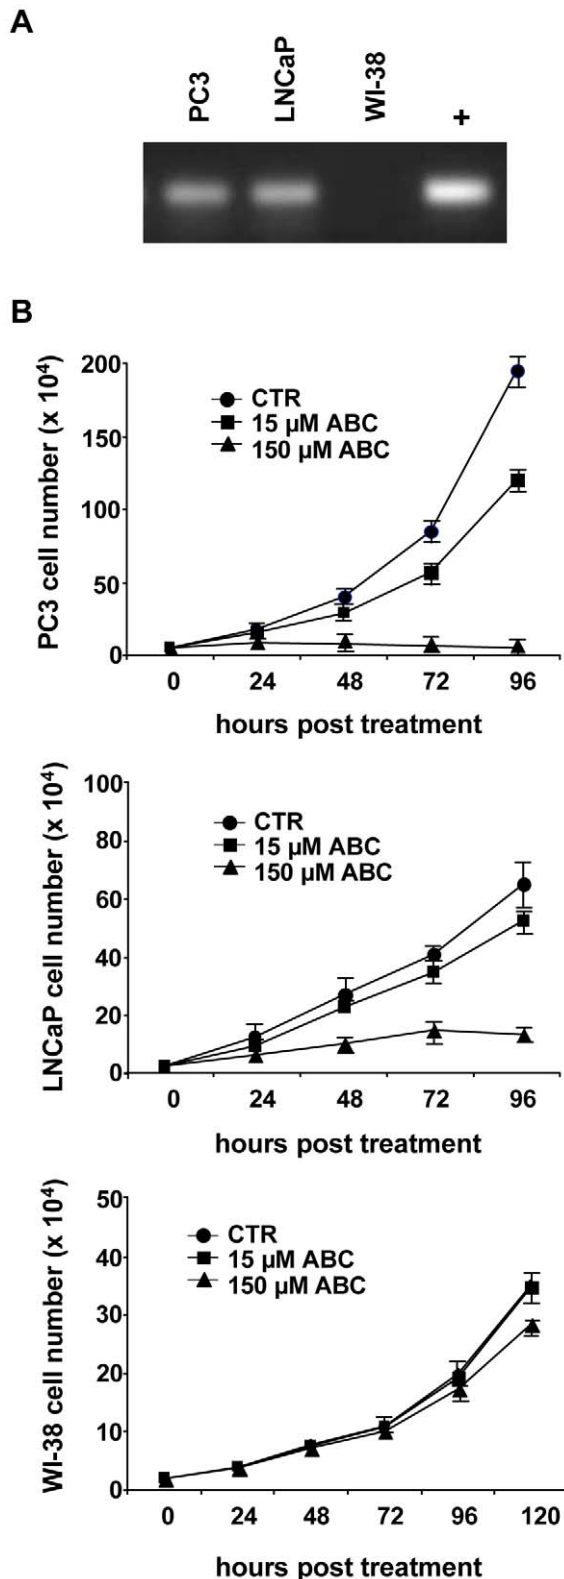 A
PC3
LNCaP
WI-38
+
B
PC3 cell number (x 10⁴)
200
150
100
50
0
CTR
15 µM ABC
150 µM ABC
0 24 48 72 96
hours post treatment
LNCaP cell number (x 10⁴)
100
80
60
40
20
0
CTR
15 µM ABC
150 µM ABC
0 24 48 72 96
hours post treatment
WI-38 cell number (x 10⁴)
50
40
30
20
10
0
CTR
15 µM ABC
150 µM ABC
0 24 48 72 96 120
hours post treatment